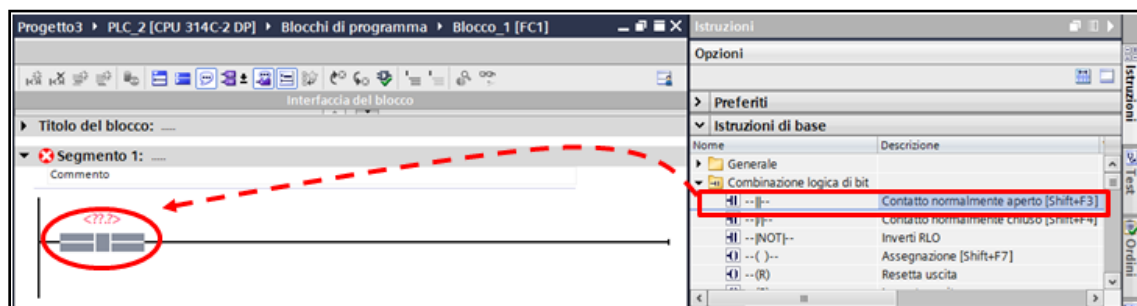 Progetto3 ▸ PLC_2 [CPU 314C-2 DP] ▸ Blocchi di programma ▸ Blocco_1 [FC1]
Interfaccia del blocco
Titolo del blocco: ....
Segmento 1: ....
Commento
<??.?>
Istruzioni
Opzioni
Preferiti
Istruzioni di base
Nome Descrizione
Generale
Combinazione logica di bit
--||-- Contatto normalmente aperto [Shift+F3]
--|/|-- Contatto normalmente chiuso [Shift+F4]
--|NOT|-- Inverti RLO
--( )-- Assegnazione [Shift+F7]
--(R) Resetta uscita
Istruzioni
Test
Ordini